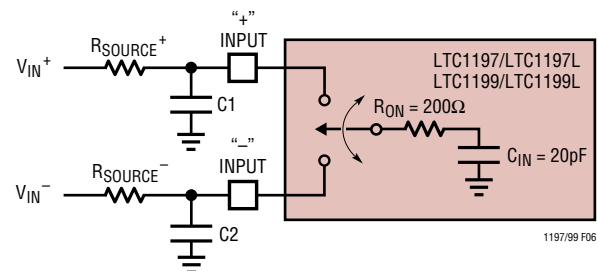 "+"
INPUT
RSOURCE+
VIN+
C1
LTC1197/LTC1197L
LTC1199/LTC1199L
RON = 200Ω
CIN = 20pF
"–"
INPUT
RSOURCE–
VIN–
C2
1197/99 F06